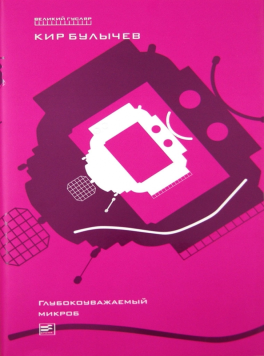 ВЕЛИКИЙ ГУСЛЯР
КИР БУЛЫЧЕВ
Глубокоуважаемый
микроб